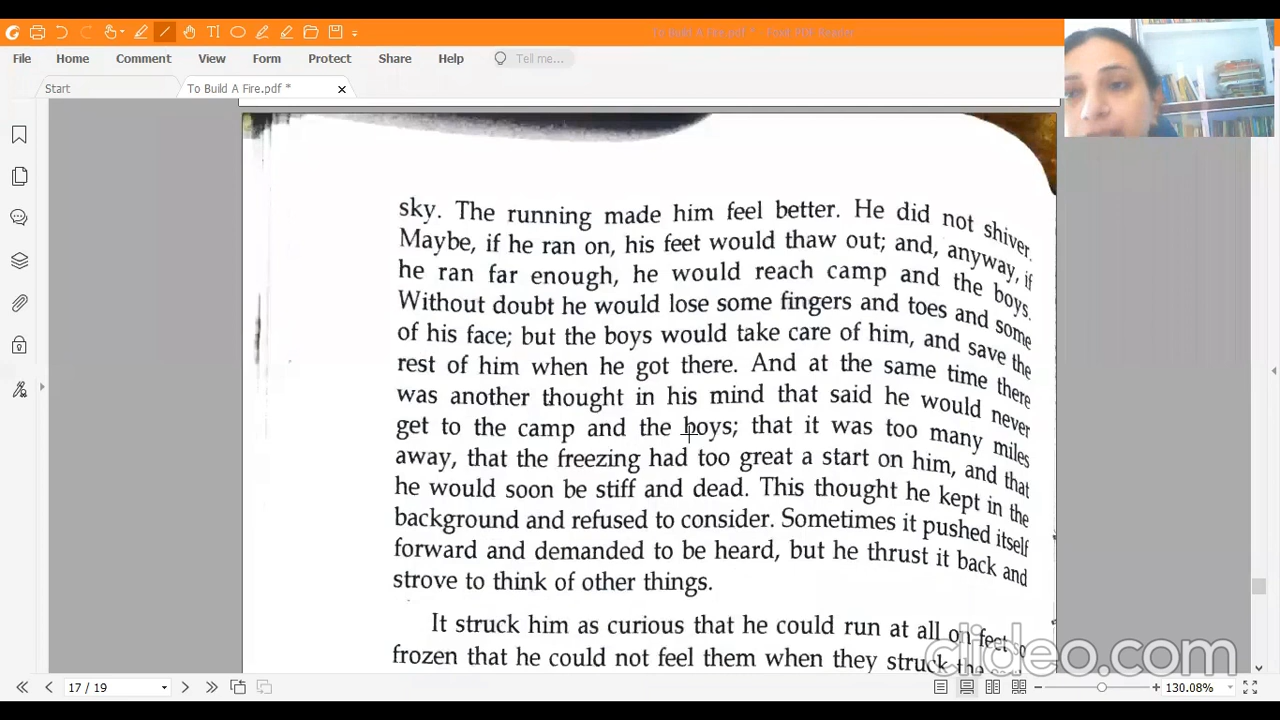 To Build A Fire.pdf * - Foxit PDF Reader
File Home Comment View Form Protect Share Help Tell me...
Start To Build A Fire.pdf *
sky. The running made him feel better. He did not shiver.
Maybe, if he ran on, his feet would thaw out; and, anyway, if
he ran far enough, he would reach camp and the boys.
Without doubt he would lose some fingers and toes and some
of his face; but the boys would take care of him, and save the
rest of him when he got there. And at the same time there
was another thought in his mind that said he would never
get to the camp and the boys; that it was too many miles
away, that the freezing had too great a start on him, and that
he would soon be stiff and dead. This thought he kept in the
background and refused to consider. Sometimes it pushed itself
forward and demanded to be heard, but he thrust it back and
strove to think of other things.
It struck him as curious that he could run at all on feet so
frozen that he could not feel them when they struck the
clideo.com
17 / 19
130.08%